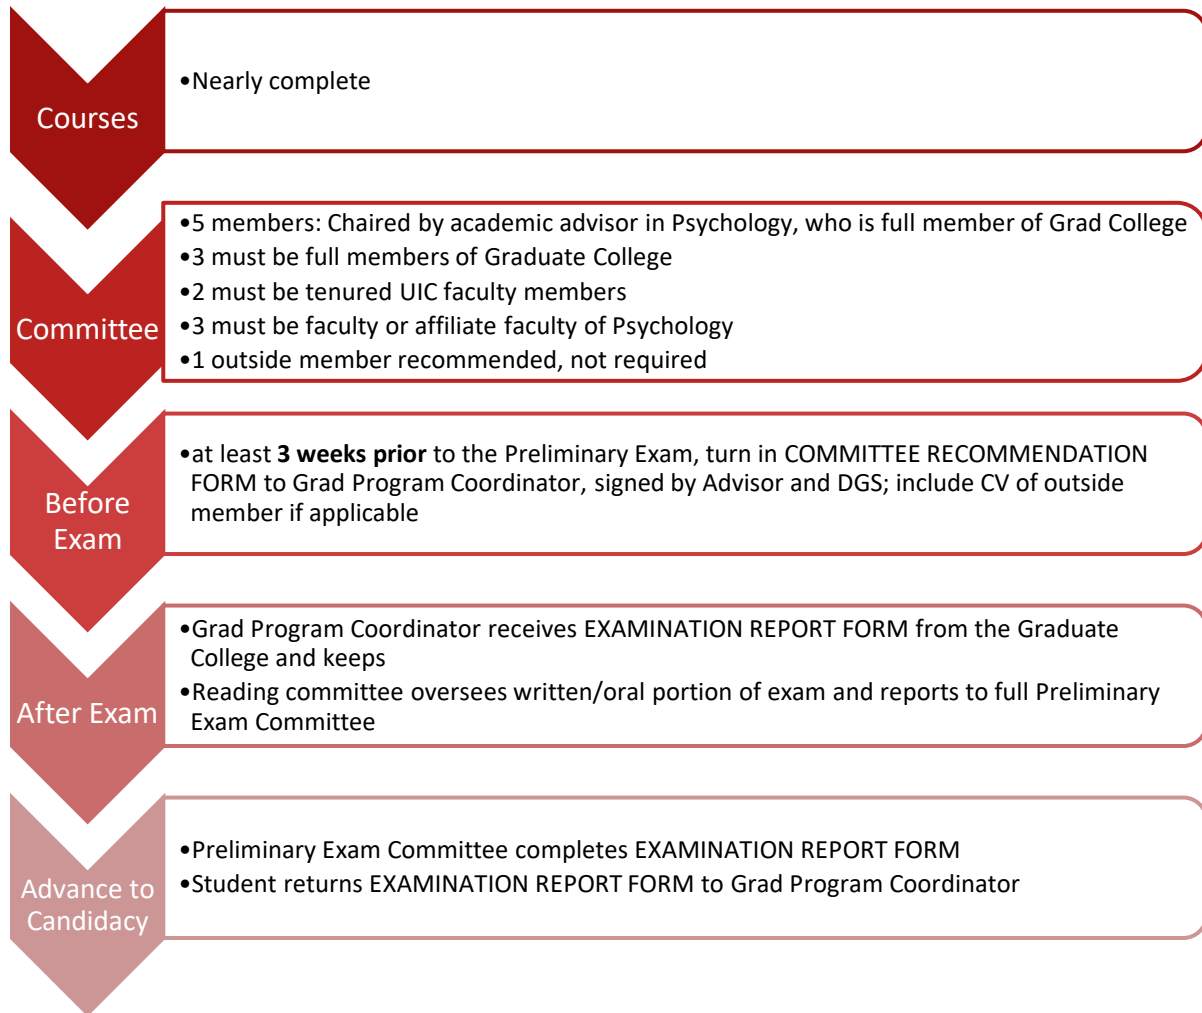 Courses
•Nearly complete
Committee
•5 members: Chaired by academic advisor in Psychology, who is full member of Grad College
•3 must be full members of Graduate College
•2 must be tenured UIC faculty members
•3 must be faculty or affiliate faculty of Psychology
•1 outside member recommended, not required
Before
Exam
•at least 3 weeks prior to the Preliminary Exam, turn in COMMITTEE RECOMMENDATION
FORM to Grad Program Coordinator, signed by Advisor and DGS; include CV of outside
member if applicable
After Exam
•Grad Program Coordinator receives EXAMINATION REPORT FORM from the Graduate
College and keeps
•Reading committee oversees written/oral portion of exam and reports to full Preliminary
Exam Committee
Advance to
Candidacy
•Preliminary Exam Committee completes EXAMINATION REPORT FORM
•Student returns EXAMINATION REPORT FORM to Grad Program Coordinator